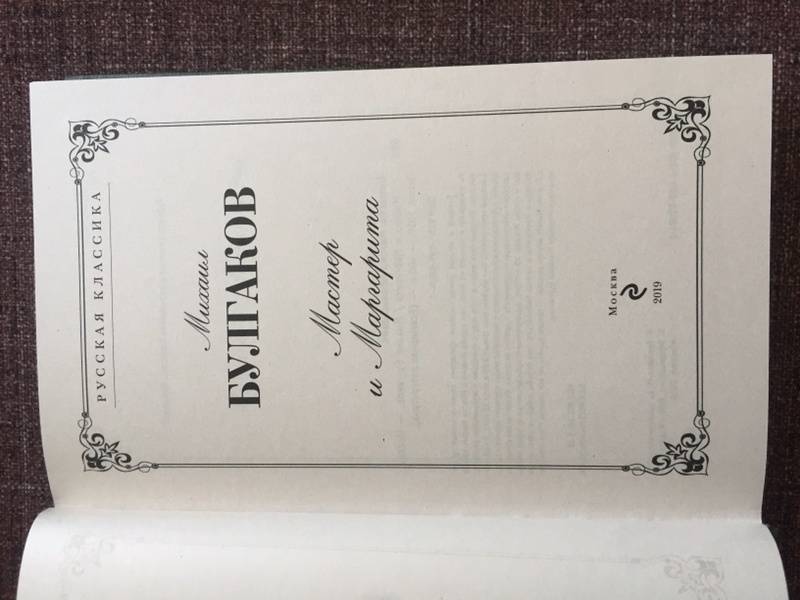 РУССКАЯ КЛАССИКА
Михаил
БУЛГАКОВ
Мастер
и Маргарита
Москва
2019